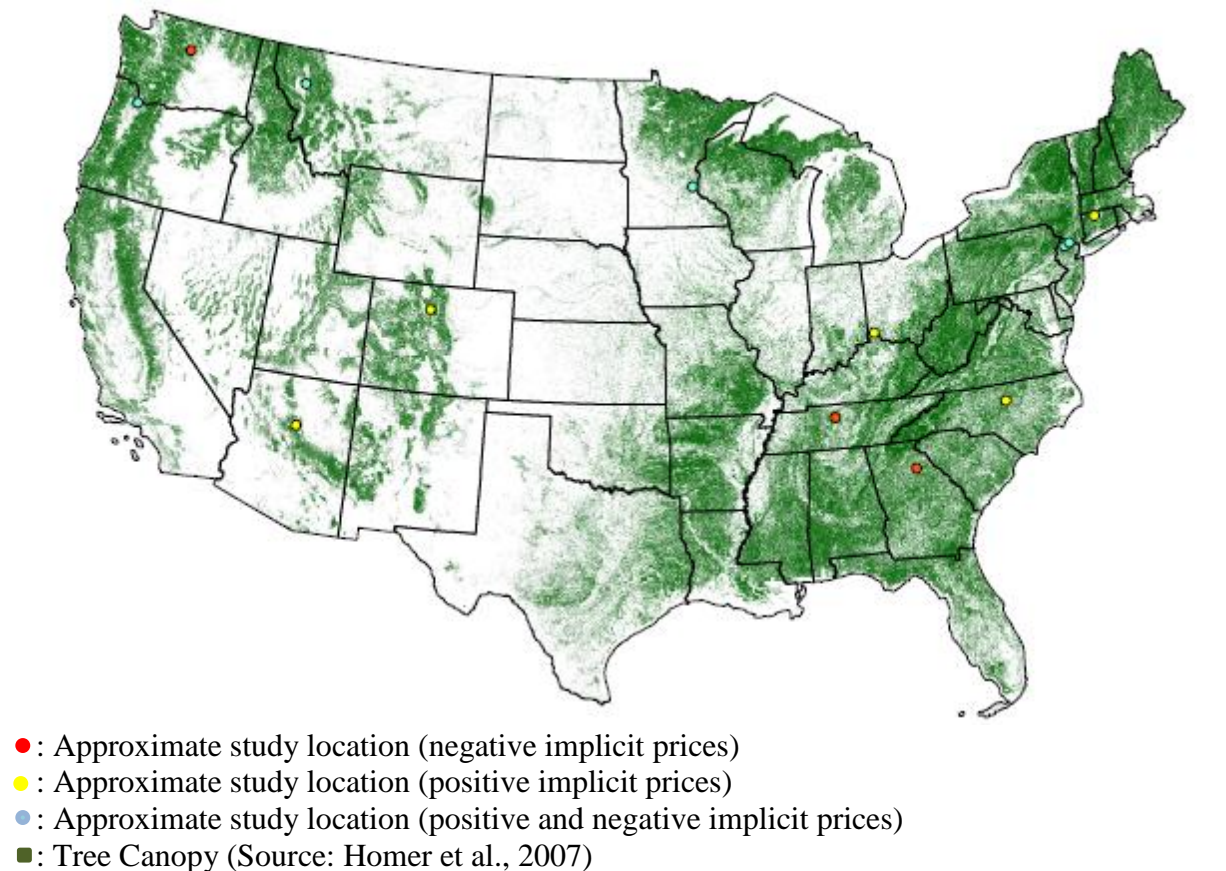 : Approximate study location (negative implicit prices)
: Approximate study location (positive implicit prices)
: Approximate study location (positive and negative implicit prices)
: Tree Canopy (Source: Homer et al., 2007)